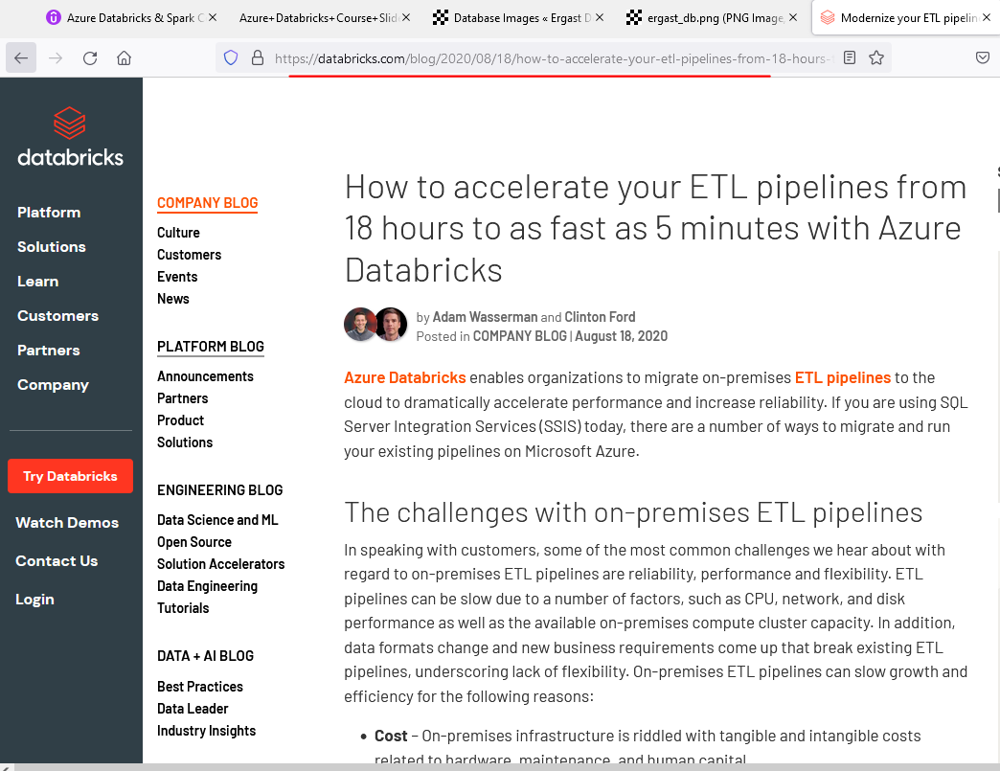 Azure Databricks & Spark C
Azure+Databricks+Course+Slid
Database Images « Ergast D
ergast_db.png (PNG Image,
Modernize your ETL pipelin
https://databricks.com/blog/2020/08/18/how-to-accelerate-your-etl-pipelines-from-18-hours-
databricks
Platform
Solutions
Learn
Customers
Partners
Company
Try Databricks
Watch Demos
Contact Us
Login
COMPANY BLOG
Culture
Customers
Events
News
PLATFORM BLOG
Announcements
Partners
Product
Solutions
ENGINEERING BLOG
Data Science and ML
Open Source
Solution Accelerators
Data Engineering
Tutorials
DATA + AI BLOG
Best Practices
Data Leader
Industry Insights
How to accelerate your ETL pipelines from
18 hours to as fast as 5 minutes with Azure
Databricks
by Adam Wasserman and Clinton Ford
Posted in COMPANY BLOG | August 18, 2020
Azure Databricks enables organizations to migrate on-premises ETL pipelines to the
cloud to dramatically accelerate performance and increase reliability. If you are using SQL
Server Integration Services (SSIS) today, there are a number of ways to migrate and run
your existing pipelines on Microsoft Azure.
The challenges with on-premises ETL pipelines
In speaking with customers, some of the most common challenges we hear about with
regard to on-premises ETL pipelines are reliability, performance and flexibility. ETL
pipelines can be slow due to a number of factors, such as CPU, network, and disk
performance as well as the available on-premises compute cluster capacity. In addition,
data formats change and new business requirements come up that break existing ETL
pipelines, underscoring lack of flexibility. On-premises ETL pipelines can slow growth and
efficiency for the following reasons:
• Cost – On-premises infrastructure is riddled with tangible and intangible costs
related to hardware, maintenance, and human capital.